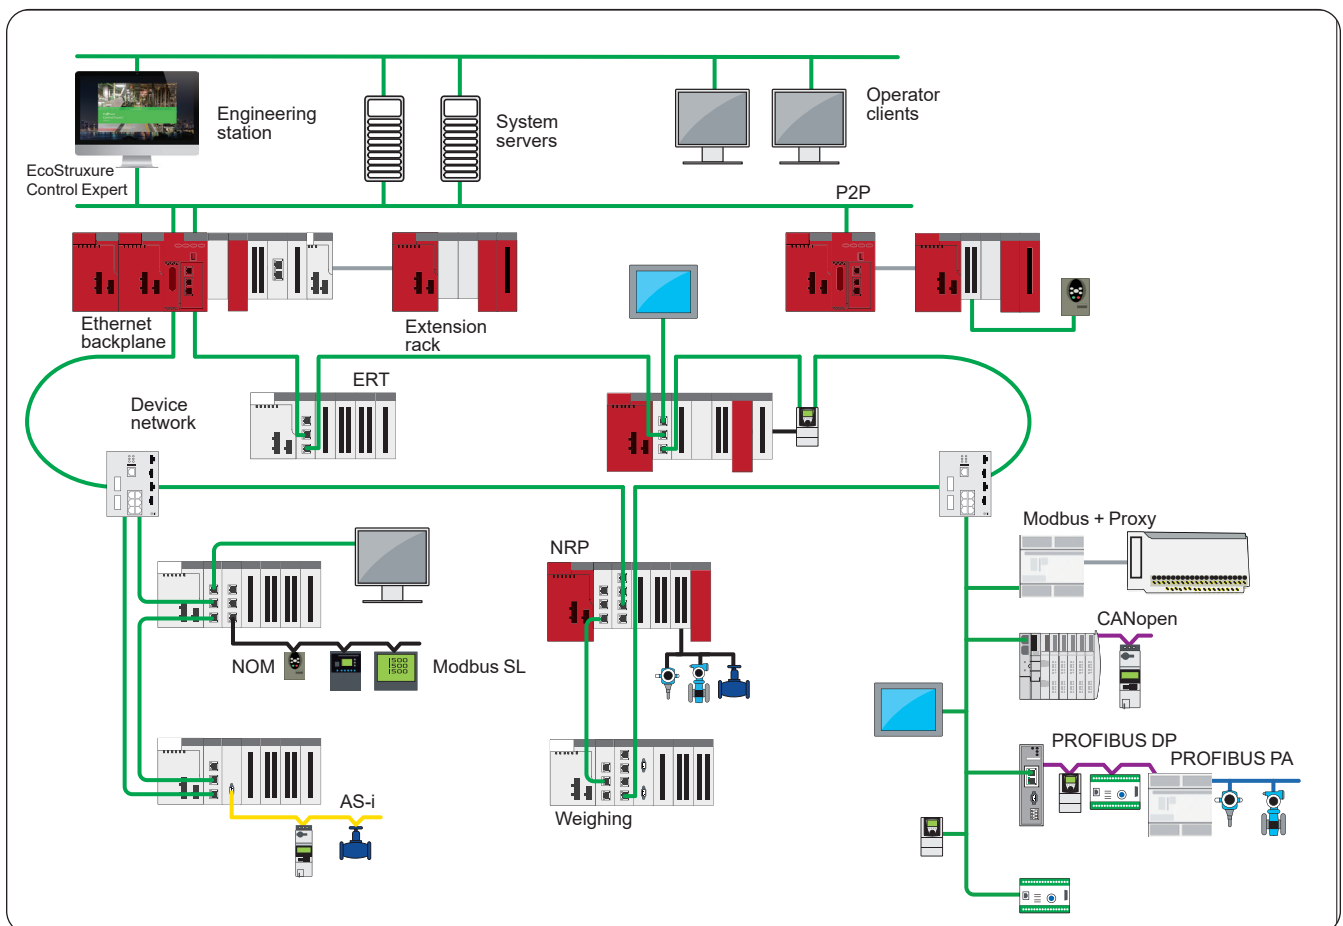 Engineering
station
System
servers
Operator
clients
EcoStruxure
Control Expert
P2P
Ethernet
backplane
Extension
rack
ERT
Device
network
Modbus + Proxy
NRP
CANopen
NOM
Modbus SL
1500
1500
1500
PROFIBUS DP
PROFIBUS PA
AS-i
Weighing